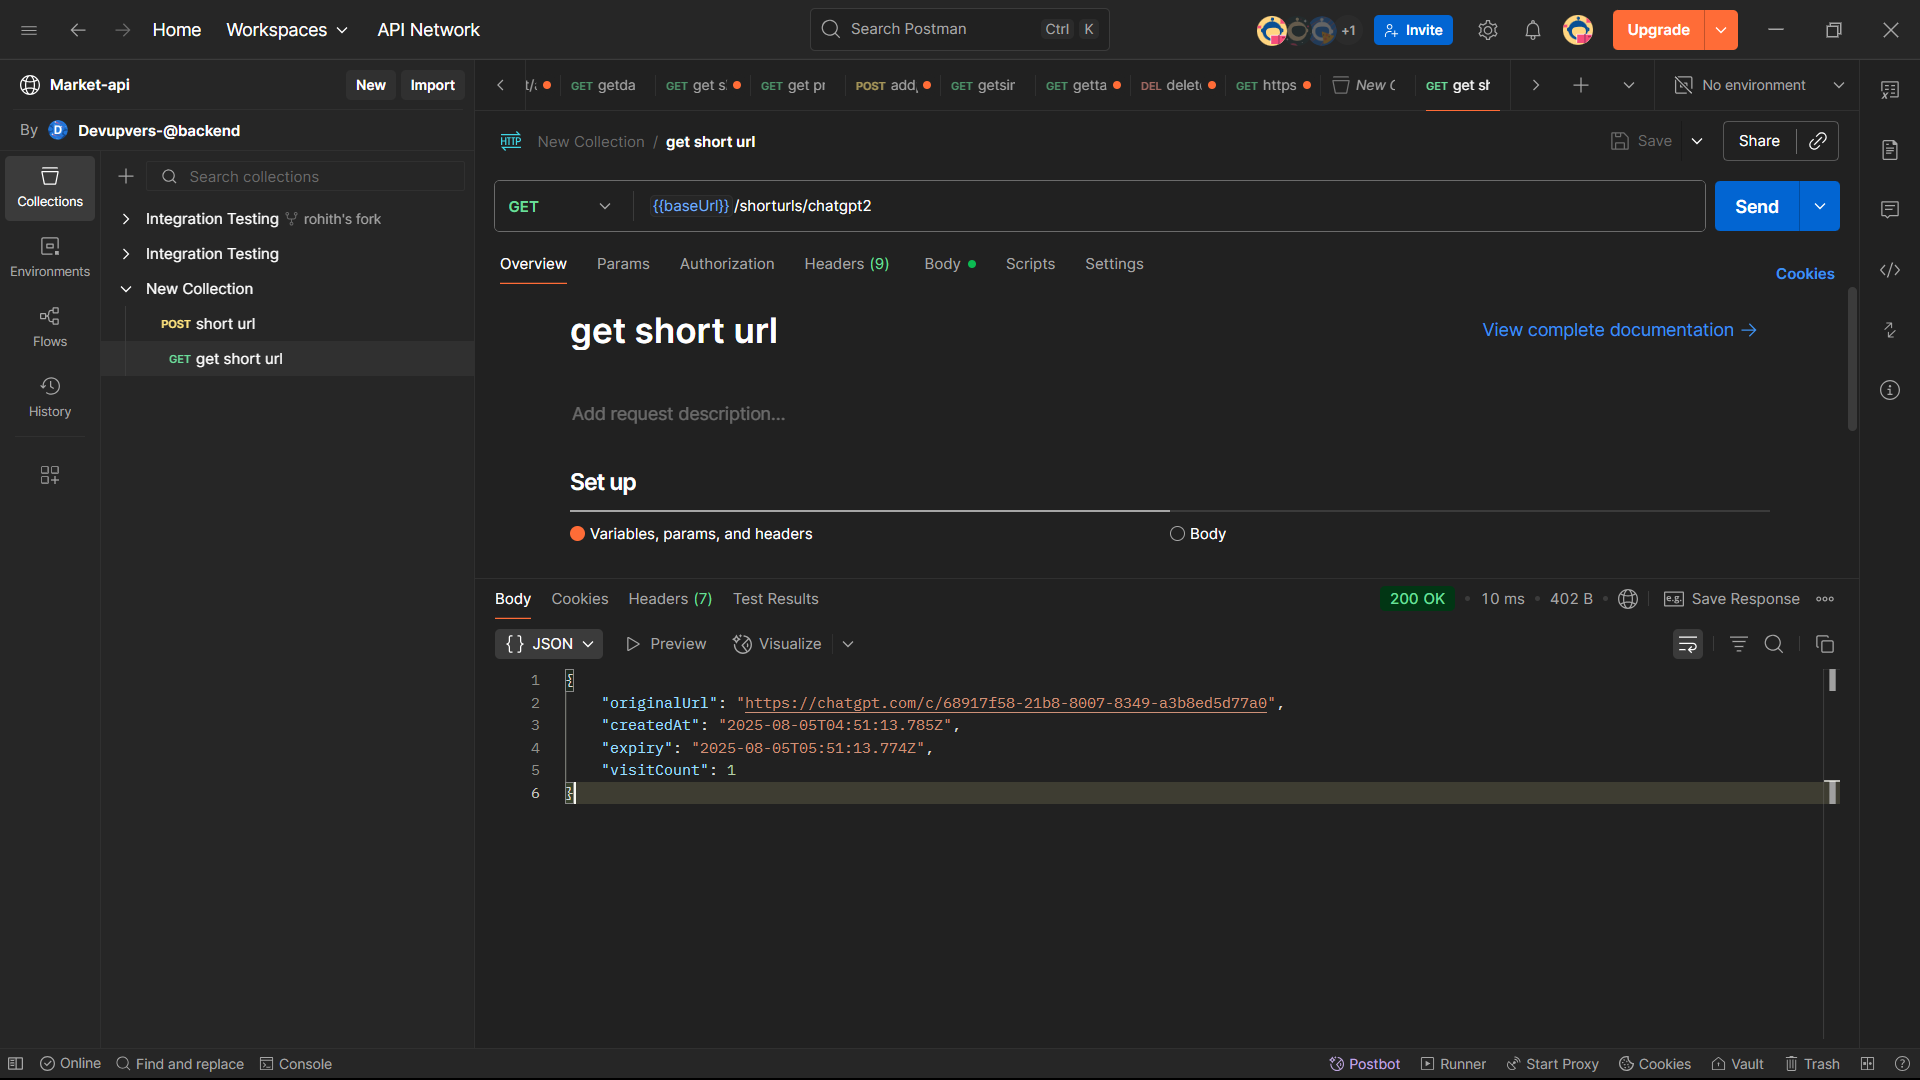 Home Workspaces API Network
Search Postman Ctrl K
+1 Invite Upgrade
Market-api New Import
By Devupvers-@backend
GET getda GET get s GET get pr POST add, GET getsir GET getta DEL delet GET https New C GET get sh No environment
Collections
Environments
Flows
History
Search collections
Integration Testing rohith's fork
Integration Testing
New Collection
POST short url
GET get short url
HTTP New Collection / get short url Save Share
GET {{baseUrl}} /shorturls/chatgpt2 Send
Overview Params Authorization Headers (9) Body Scripts Settings Cookies
get short url View complete documentation →
Add request description...
Set up
Variables, params, and headers Body
Body Cookies Headers (7) Test Results 200 OK • 10 ms • 402 B • e.g. Save Response
{} JSON Preview Visualize
1 {
2 "originalUrl": "https://chatgpt.com/c/68917f58-21b8-8007-8349-a3b8ed5d77a0",
3 "createdAt": "2025-08-05T04:51:13.785Z",
4 "expiry": "2025-08-05T05:51:13.774Z",
5 "visitCount": 1
6 }
Online Find and replace Console Postbot Runner Start Proxy Cookies Vault Trash